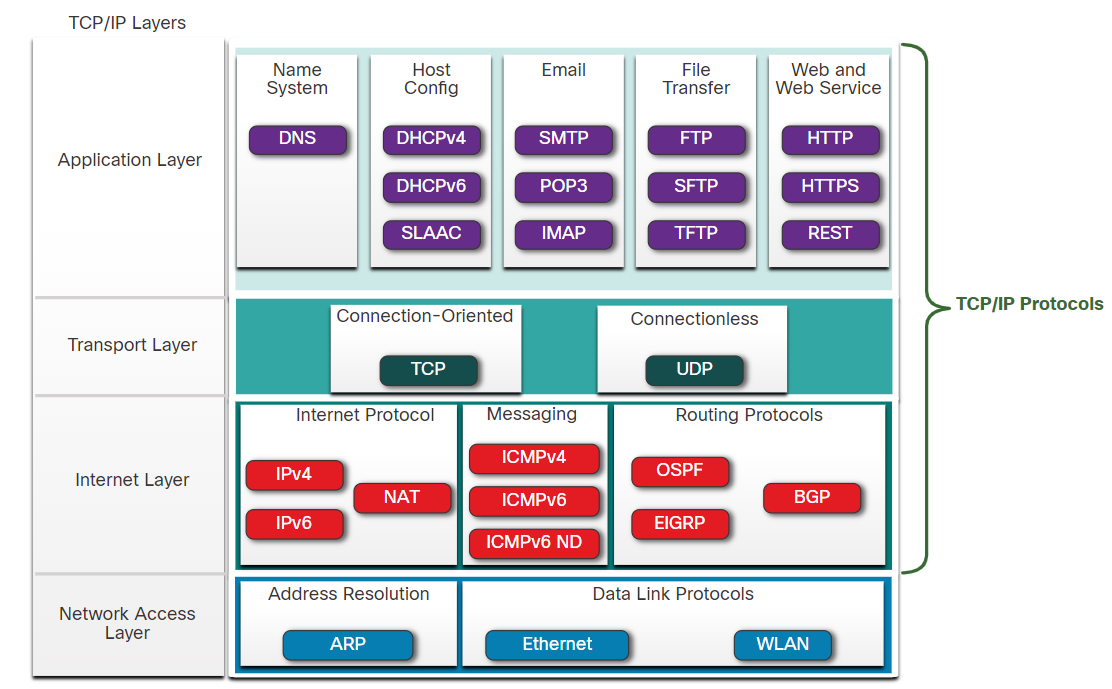 TCP/IP Layers
Application Layer
Name
System
DNS
Host
Config
DHCPv4
DHCPv6
SLAAC
Email
SMTP
POP3
IMAP
File
Transfer
FTP
SFTP
TFTP
Web and
Web Service
HTTP
HTTPS
REST
TCP/IP Protocols
Transport Layer
Connection-Oriented
TCP
Connectionless
UDP
Internet Layer
Internet Protocol
IPv4
IPv6
NAT
Messaging
ICMPv4
ICMPv6
ICMPv6 ND
Routing Protocols
OSPF
EIGRP
BGP
Network Access
Layer
Address Resolution
ARP
Data Link Protocols
Ethernet
WLAN